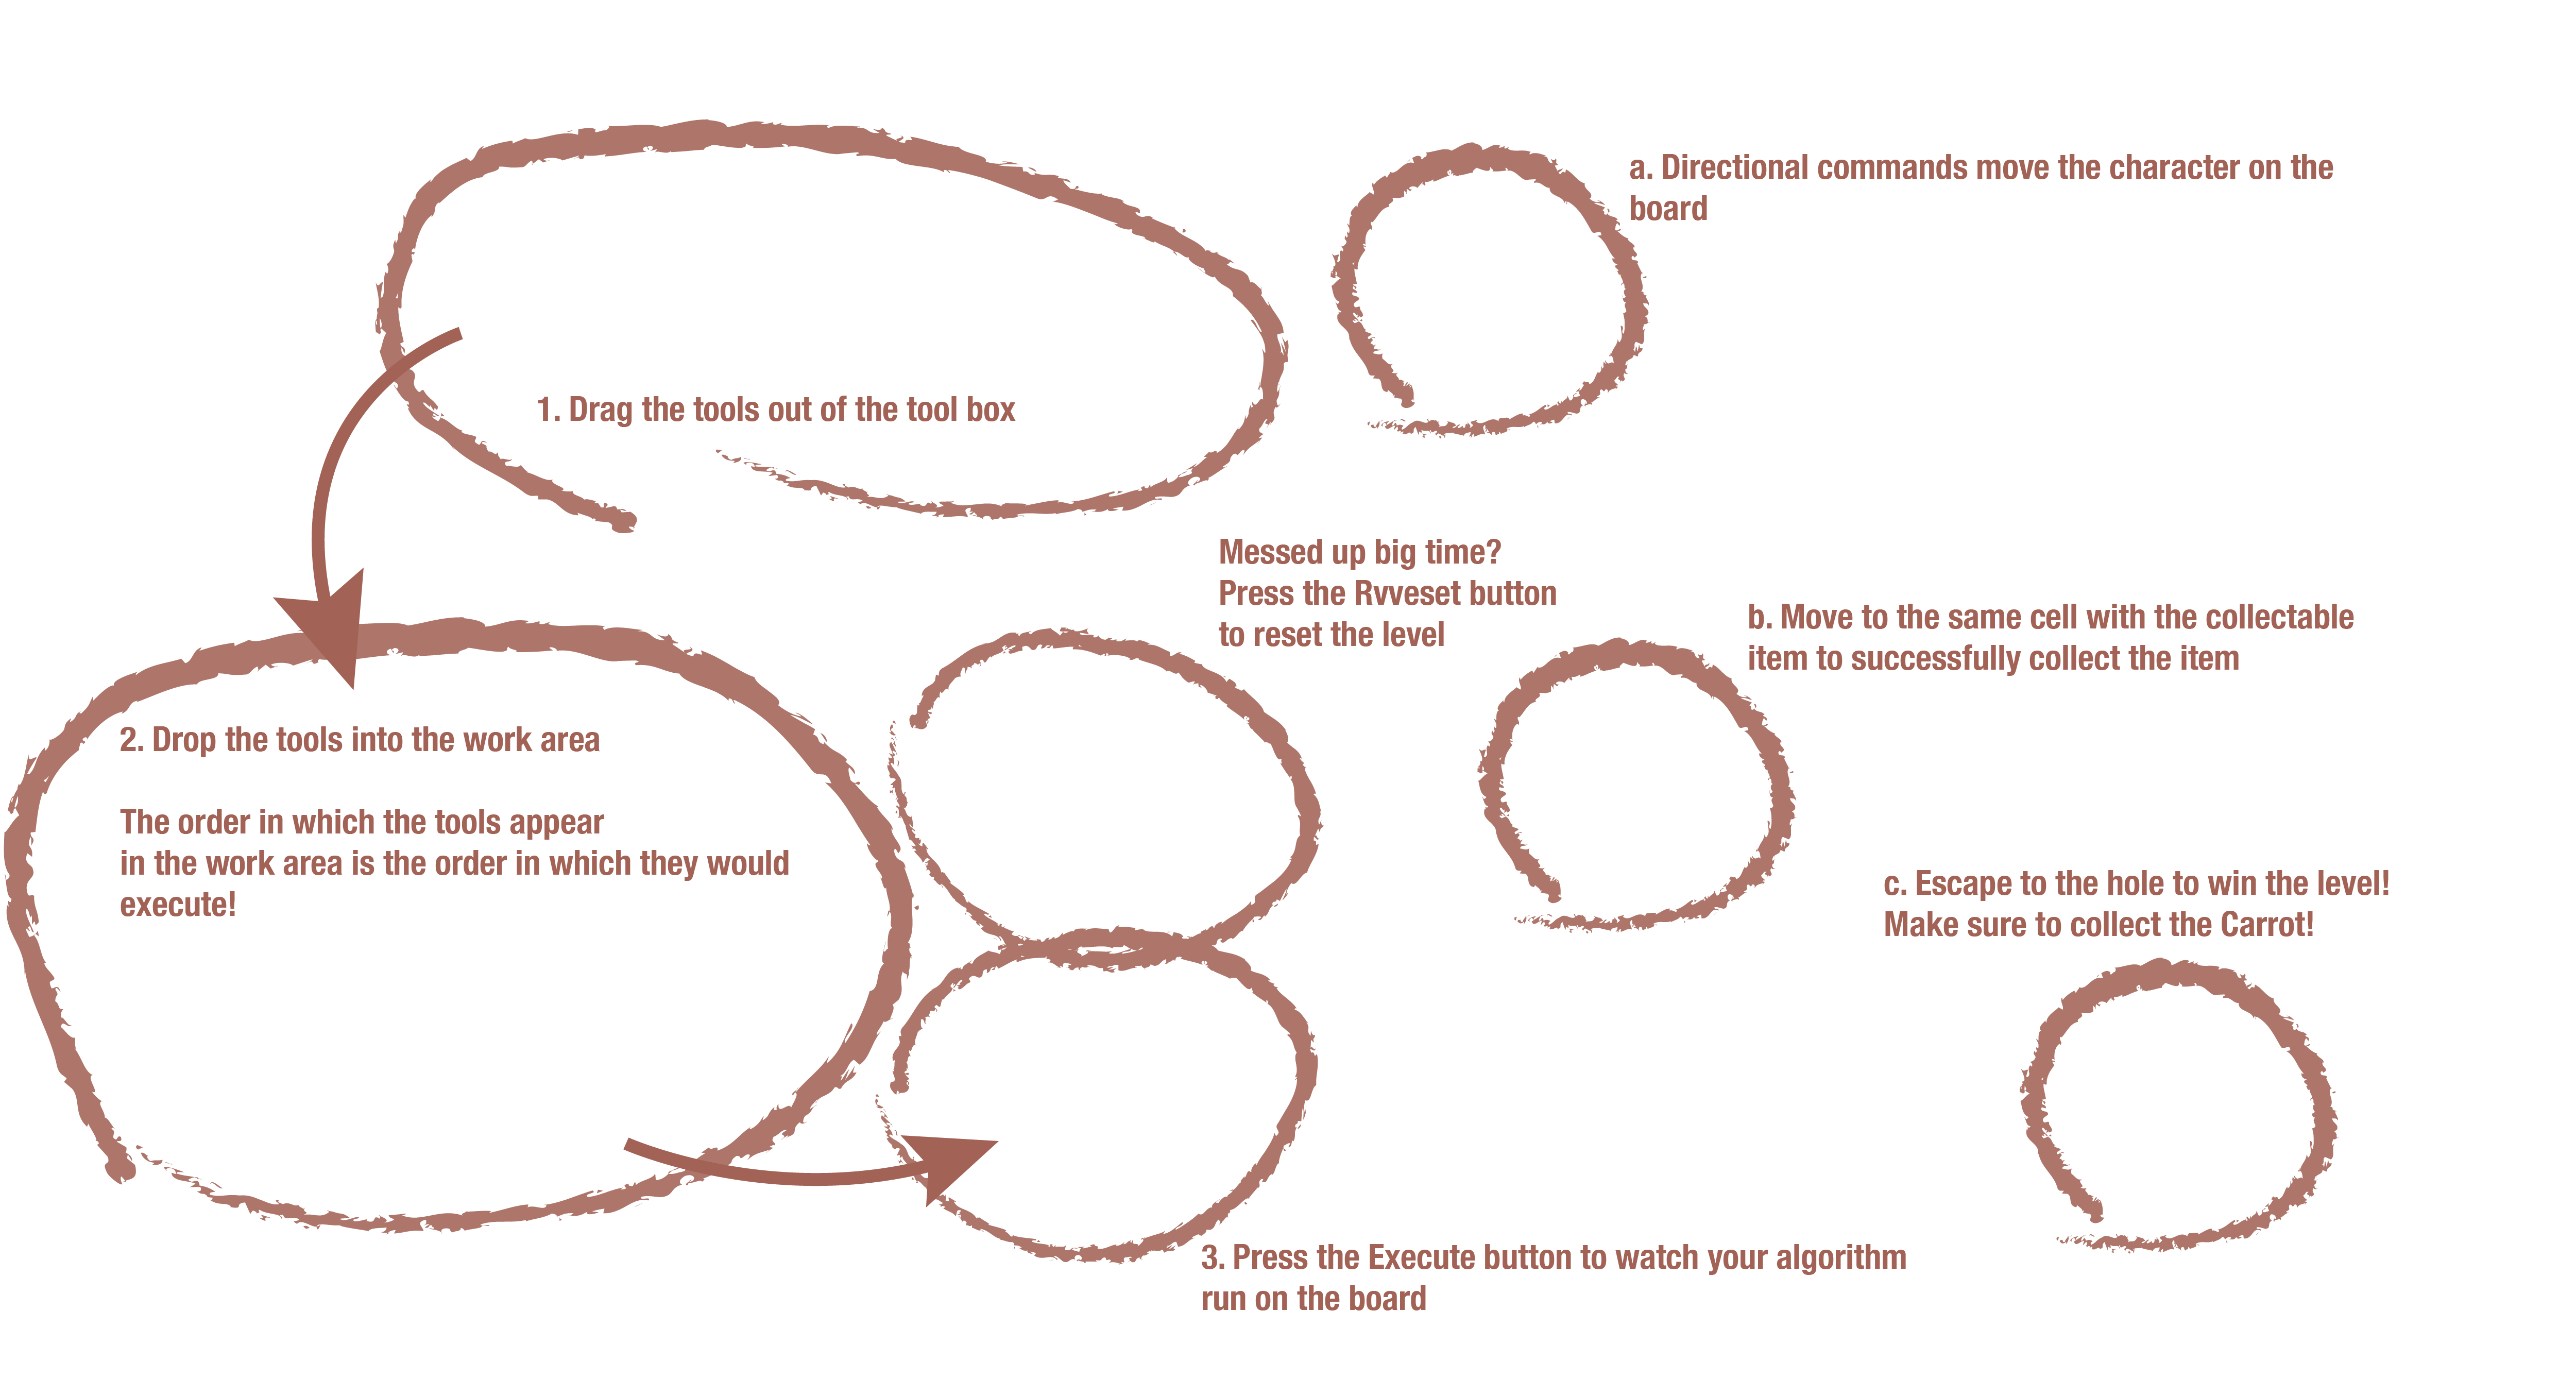 a. Directional commands move the character on the
board
1. Drag the tools out of the tool box
Messed up big time?
Press the Rvveset button
to reset the level
b. Move to the same cell with the collectable
item to successfully collect the item
2. Drop the tools into the work area
The order in which the tools appear
in the work area is the order in which they would
execute!
c. Escape to the hole to win the level!
Make sure to collect the Carrot!
3. Press the Execute button to watch your algorithm
run on the board